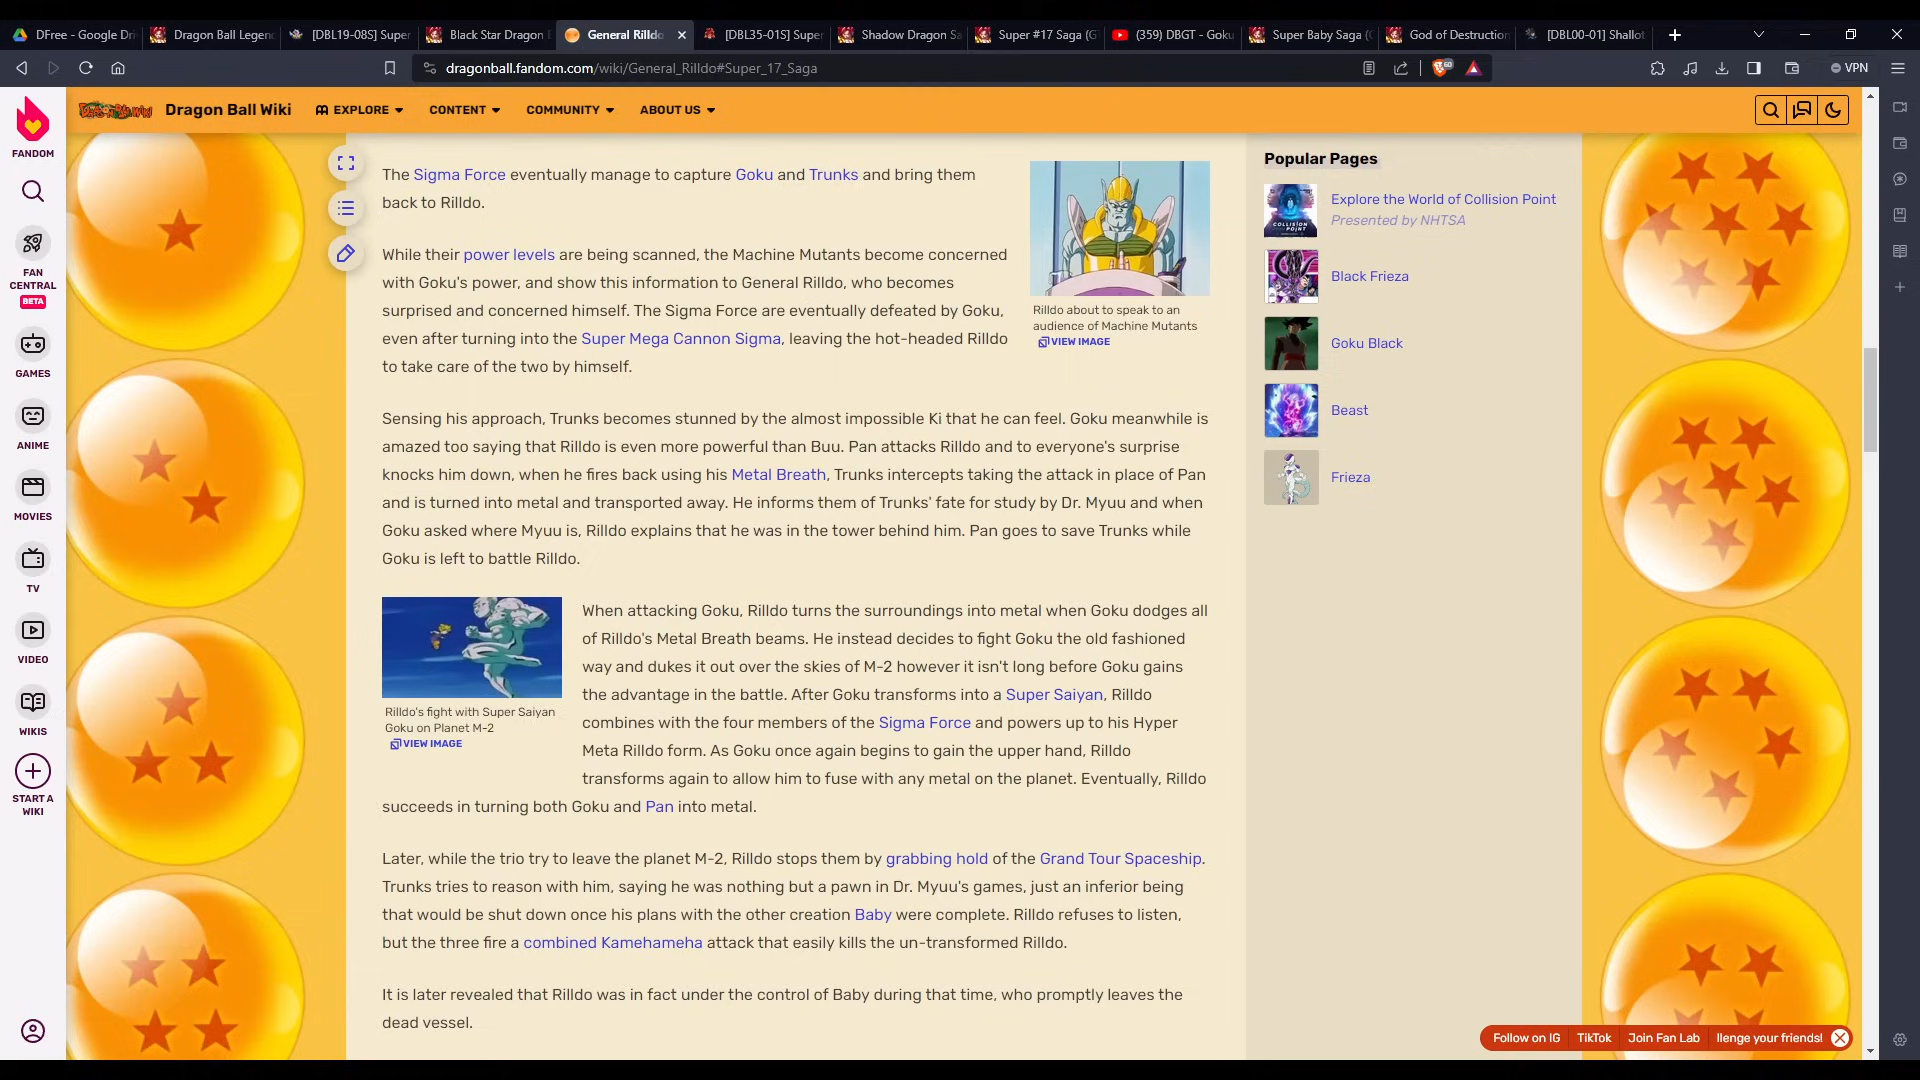 DFree - Google Dri
Dragon Ball Legend
[DBL19-08S] Super
Black Star Dragon B
General Rilldo
[DBL35-01S] Super
Shadow Dragon Sa
Super #17 Saga (G
(359) DBGT - Goku
Super Baby Saga (
God of Destruction
[DBL00-01] Shallot
dragonball.fandom.com/wiki/General_Rilldo#Super_17_Saga
60
VPN
Dragon Ball Wiki
EXPLORE
CONTENT
COMMUNITY
ABOUT US
FANDOM
FAN
CENTRAL
BETA
GAMES
ANIME
MOVIES
TV
VIDEO
WIKIS
START A
WIKI
The Sigma Force eventually manage to capture Goku and Trunks and bring them
back to Rilldo.
While their power levels are being scanned, the Machine Mutants become concerned
with Goku's power, and show this information to General Rilldo, who becomes
surprised and concerned himself. The Sigma Force are eventually defeated by Goku,
even after turning into the Super Mega Cannon Sigma, leaving the hot-headed Rilldo
to take care of the two by himself.
Rilldo about to speak to an
audience of Machine Mutants
VIEW IMAGE
Sensing his approach, Trunks becomes stunned by the almost impossible Ki that he can feel. Goku meanwhile is
amazed too saying that Rilldo is even more powerful than Buu. Pan attacks Rilldo and to everyone's surprise
knocks him down, when he fires back using his Metal Breath, Trunks intercepts taking the attack in place of Pan
and is turned into metal and transported away. He informs them of Trunks' fate for study by Dr. Myuu and when
Goku asked where Myuu is, Rilldo explains that he was in the tower behind him. Pan goes to save Trunks while
Goku is left to battle Rilldo.
Rilldo's fight with Super Saiyan
Goku on Planet M-2
VIEW IMAGE
When attacking Goku, Rilldo turns the surroundings into metal when Goku dodges all
of Rilldo's Metal Breath beams. He instead decides to fight Goku the old fashioned
way and dukes it out over the skies of M-2 however it isn't long before Goku gains
the advantage in the battle. After Goku transforms into a Super Saiyan, Rilldo
combines with the four members of the Sigma Force and powers up to his Hyper
Meta Rilldo form. As Goku once again begins to gain the upper hand, Rilldo
transforms again to allow him to fuse with any metal on the planet. Eventually, Rilldo
succeeds in turning both Goku and Pan into metal.
Later, while the trio try to leave the planet M-2, Rilldo stops them by grabbing hold of the Grand Tour Spaceship.
Trunks tries to reason with him, saying he was nothing but a pawn in Dr. Myuu's games, just an inferior being
that would be shut down once his plans with the other creation Baby were complete. Rilldo refuses to listen,
but the three fire a combined Kamehameha attack that easily kills the un-transformed Rilldo.
It is later revealed that Rilldo was in fact under the control of Baby during that time, who promptly leaves the
dead vessel.
Popular Pages
Explore the World of Collision Point
Presented by NHTSA
Black Frieza
Goku Black
Beast
Frieza
Follow on IG
TikTok
Join Fan Lab
llenge your friends!